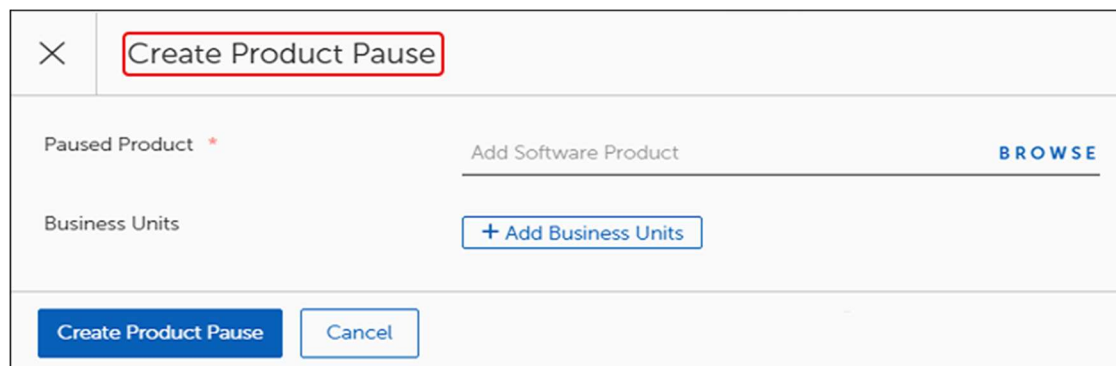 Create Product Pause
Paused Product *
Add Software Product BROWSE
Business Units
+ Add Business Units
Create Product Pause Cancel